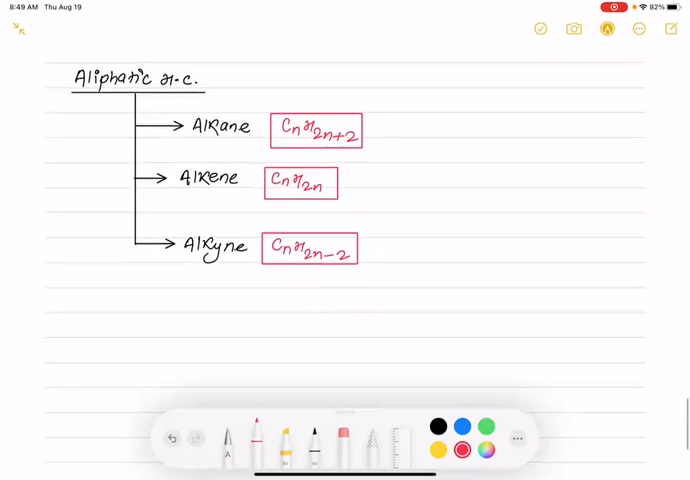 8:49 AM Thu Aug 19 82%
Aliphatic H.C.
Alkane CnH2n+2
Alkene CnH2n
Alkyne CnH2n-2
A